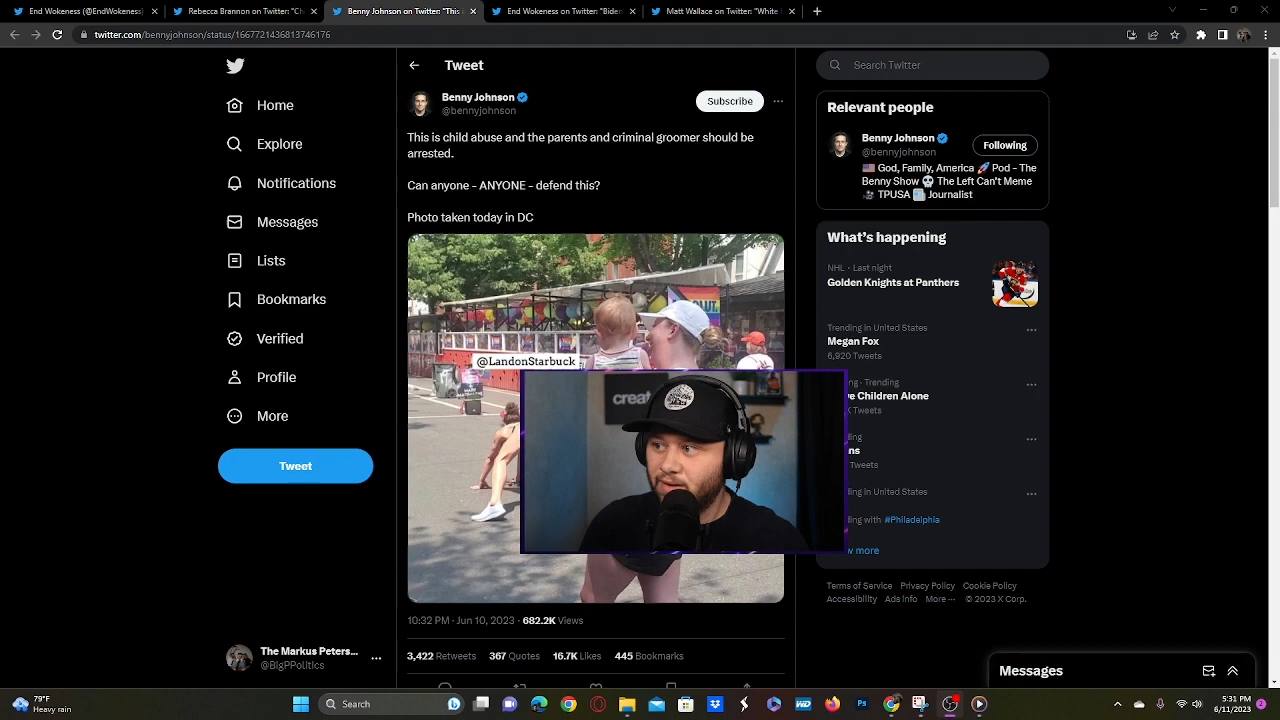 End Wokeness (@EndWokeness)
Rebecca Brannon on Twitter: "Ch
Benny Johnson on Twitter: "This i
End Wokeness on Twitter: "Biden
Matt Wallace on Twitter: "White
twitter.com/bennyjohnson/status/1667721436813746176
Home
Explore
Notifications
Messages
Lists
Bookmarks
Verified
Profile
More
Tweet
The Markus Peters...
@BigPPolitics
Tweet
Benny Johnson
@bennyjohnson
Subscribe
This is child abuse and the parents and criminal groomer should be
arrested.
Can anyone - ANYONE - defend this?
Photo taken today in DC
@LandonStarbuck
creat
10:32 PM · Jun 10, 2023 · 682.2K Views
3,422 Retweets 367 Quotes 16.7K Likes 445 Bookmarks
Search Twitter
Relevant people
Benny Johnson
@bennyjohnson
Following
God, Family, America Pod - The
Benny Show The Left Can't Meme
TPUSA Journalist
What's happening
NHL · Last night
Golden Knights at Panthers
Trending in United States
Megan Fox
6,920 Tweets
ng · Trending
e Children Alone
Tweets
ding
ns
Tweets
ding in United States
ding with #Philadelphia
w more
Terms of Service Privacy Policy Cookie Policy
Accessibility Ads info More ··· © 2023 X Corp.
Messages
79°F
Heavy rain
Search
5:31 PM
6/11/2023